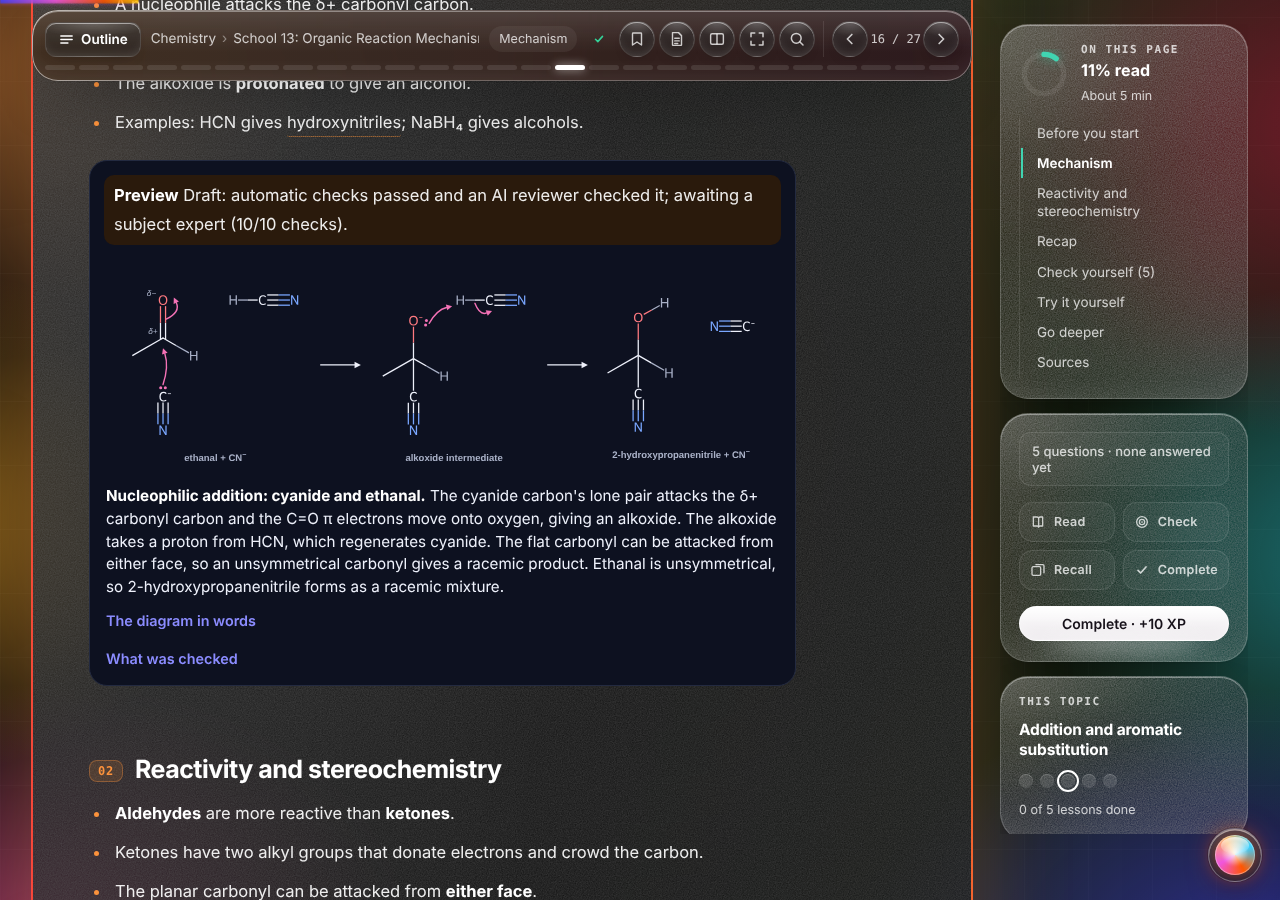 A nucleophile attacks the δ+ carbonyl carbon.
Outline
Chemistry › School 13: Organic Reaction Mechanis
Mechanism
16 / 27
The alkoxide is protonated to give an alcohol.
Examples: HCN gives hydroxynitriles; NaBH₄ gives alcohols.
Preview Draft: automatic checks passed and an AI reviewer checked it; awaiting a
subject expert (10/10 checks).
δ− O H C N
δ+ H
C⁻
N
ethanal + CN⁻
H C N
O⁻
H
C
N
alkoxide intermediate
H
O N C⁻
H
C
N
2-hydroxypropanenitrile + CN⁻
Nucleophilic addition: cyanide and ethanal. The cyanide carbon's lone pair attacks the δ+
carbonyl carbon and the C=O π electrons move onto oxygen, giving an alkoxide. The alkoxide
takes a proton from HCN, which regenerates cyanide. The flat carbonyl can be attacked from
either face, so an unsymmetrical carbonyl gives a racemic product. Ethanal is unsymmetrical,
so 2-hydroxypropanenitrile forms as a racemic mixture.
The diagram in words
What was checked
02 Reactivity and stereochemistry
Aldehydes are more reactive than ketones.
Ketones have two alkyl groups that donate electrons and crowd the carbon.
The planar carbonyl can be attacked from either face.
ON THIS PAGE
11% read
About 5 min
Before you start
Mechanism
Reactivity and
stereochemistry
Recap
Check yourself (5)
Try it yourself
Go deeper
Sources
5 questions · none answered
yet
Read
Check
Recall
Complete
Complete · +10 XP
THIS TOPIC
Addition and aromatic
substitution
0 of 5 lessons done